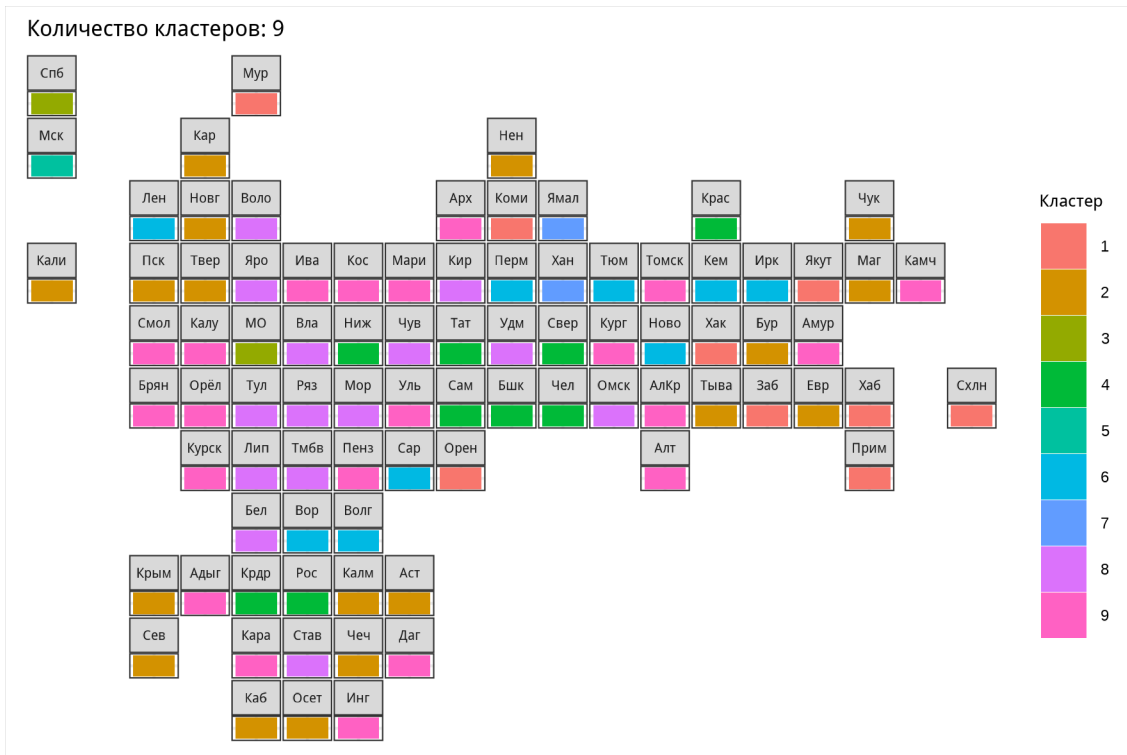 Количество кластеров: 9
Спб Мур
Мск Кар Нен
Лен Новг Воло Арх Коми Ямал Крас Чук
Кали Пск Твер Яро Ива Кос Мари Кир Перм Хан Тюм Томск Кем Ирк Якут Маг Камч
Смол Калу МО Вла Ниж Чув Тат Удм Свер Кург Ново Хак Бур Амур
Брян Орёл Тул Ряз Мор Уль Сам Бшк Чел Омск АлКр Тыва Заб Евр Хаб Схлн
Курск Лип Тмбв Пенз Сар Орен Алт Прим
Бел Вор Волг
Крым Адыг Крдр Рос Калм Аст
Сев Кара Став Чеч Даг
Каб Осет Инг
Кластер
1
2
3
4
5
6
7
8
9